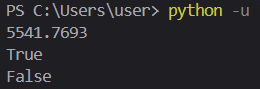 PS C:\Users\user> python -u
5541.7693
True
False